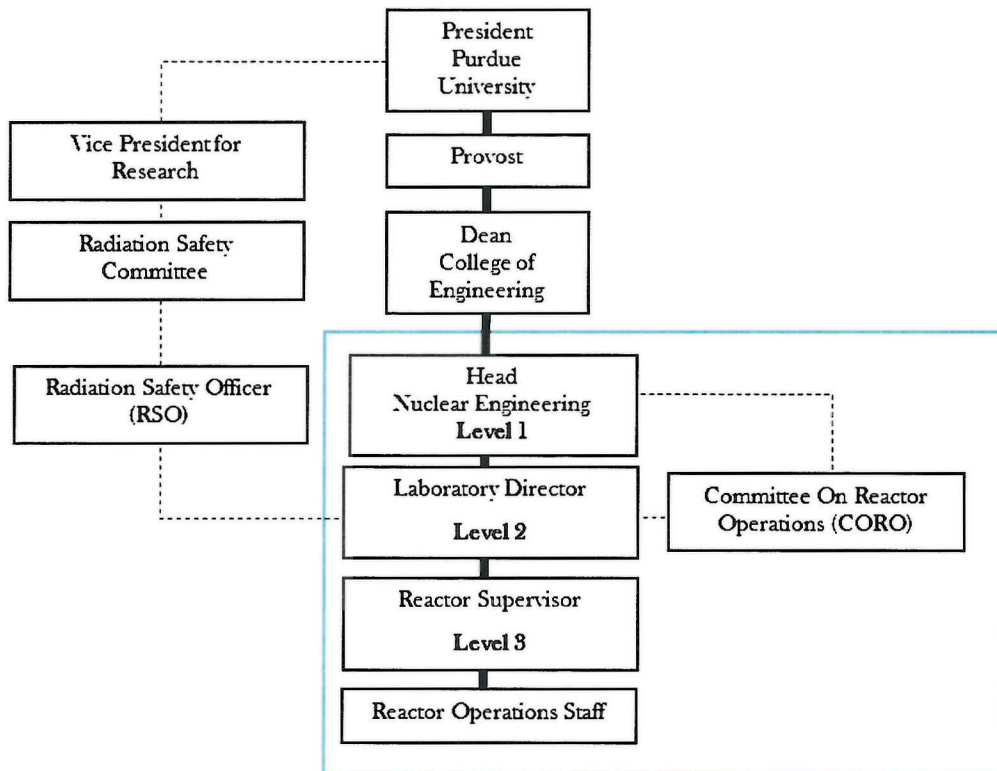 President
Purdue
University
Vice President for
Research
Provost
Radiation Safety
Committee
Dean
College of
Engineering
Radiation Safety Officer
(RSO)
Head
Nuclear Engineering
Level 1
Laboratory Director
Level 2
Committee On Reactor
Operations (CORO)
Reactor Supervisor
Level 3
Reactor Operations Staff